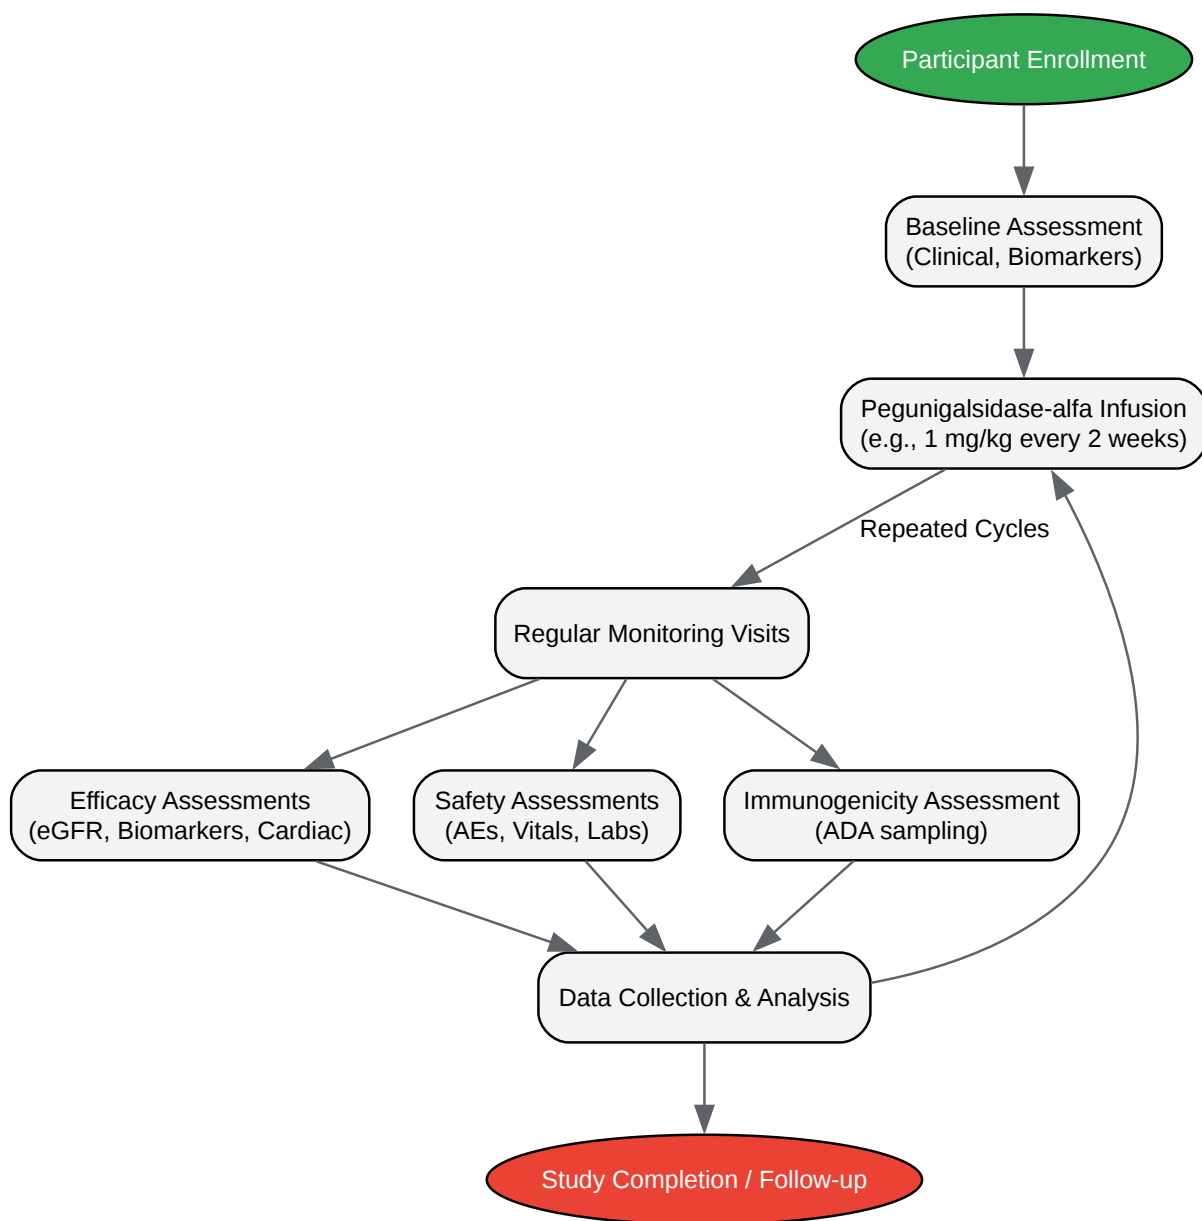 Participant Enrollment
Baseline Assessment
(Clinical, Biomarkers)
Pegunigalsidase-alfa Infusion
(e.g., 1 mg/kg every 2 weeks)
Repeated Cycles
Regular Monitoring Visits
Efficacy Assessments
(eGFR, Biomarkers, Cardiac)
Safety Assessments
(AEs, Vitals, Labs)
Immunogenicity Assessment
(ADA sampling)
Data Collection & Analysis
Study Completion / Follow-up